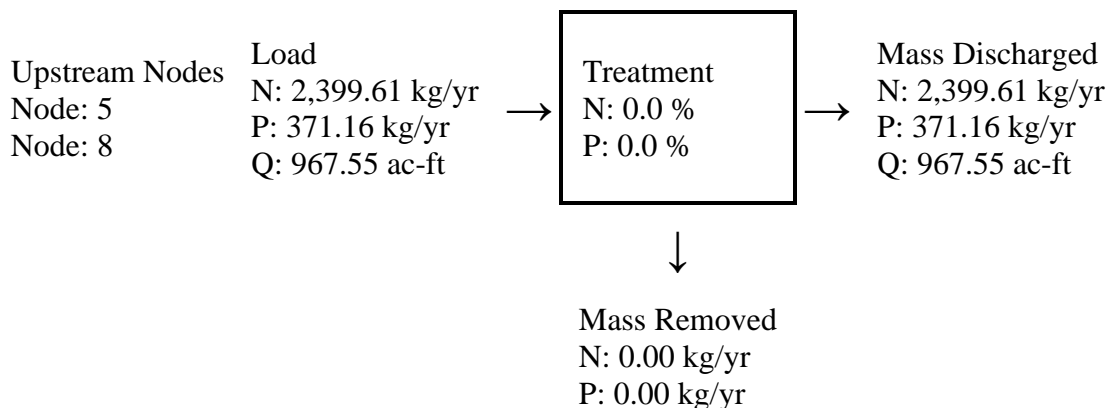 Upstream Nodes
Node: 5
Node: 8
Load
N: 2,399.61 kg/yr
P: 371.16 kg/yr
Q: 967.55 ac-ft
→
Treatment
N: 0.0 %
P: 0.0 %
→
Mass Discharged
N: 2,399.61 kg/yr
P: 371.16 kg/yr
Q: 967.55 ac-ft
↓
Mass Removed
N: 0.00 kg/yr
P: 0.00 kg/yr